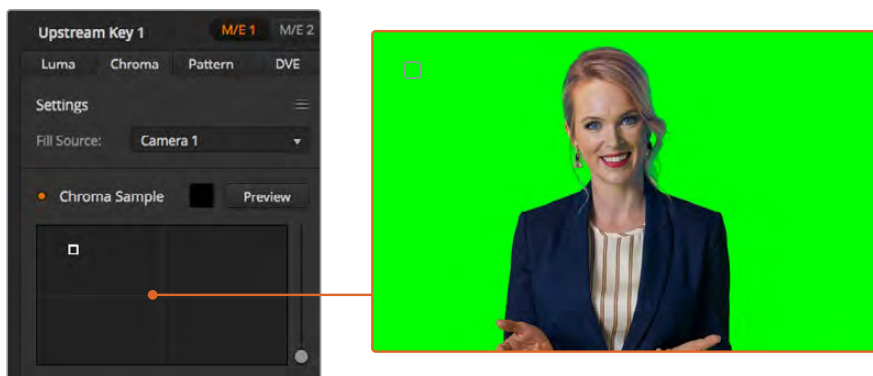 Upstream Key 1 M/E 1 M/E 2
Luma Chroma Pattern DVE
Settings
Fill Source: Camera 1
Chroma Sample Preview